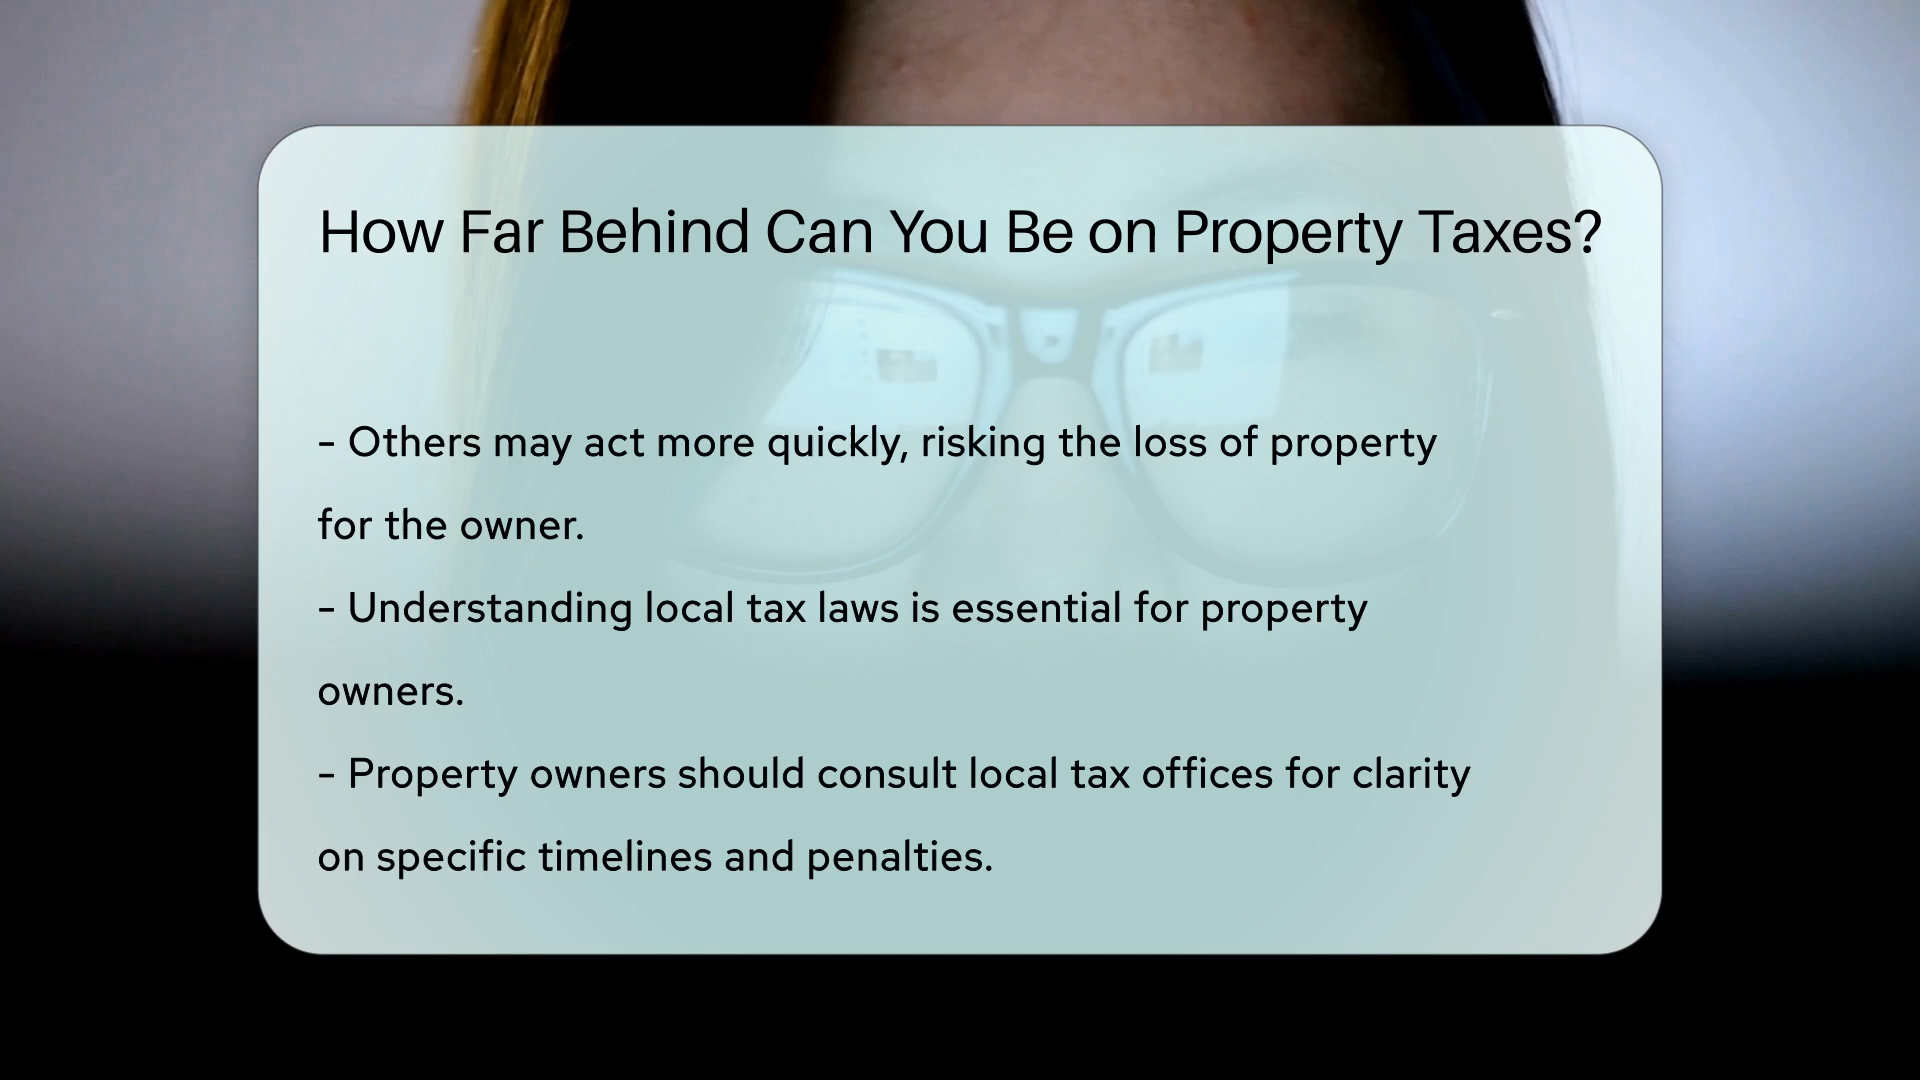 How Far Behind Can You Be on Property Taxes?
- Others may act more quickly, risking the loss of property
for the owner.
- Understanding local tax laws is essential for property
owners.
- Property owners should consult local tax offices for clarity
on specific timelines and penalties.